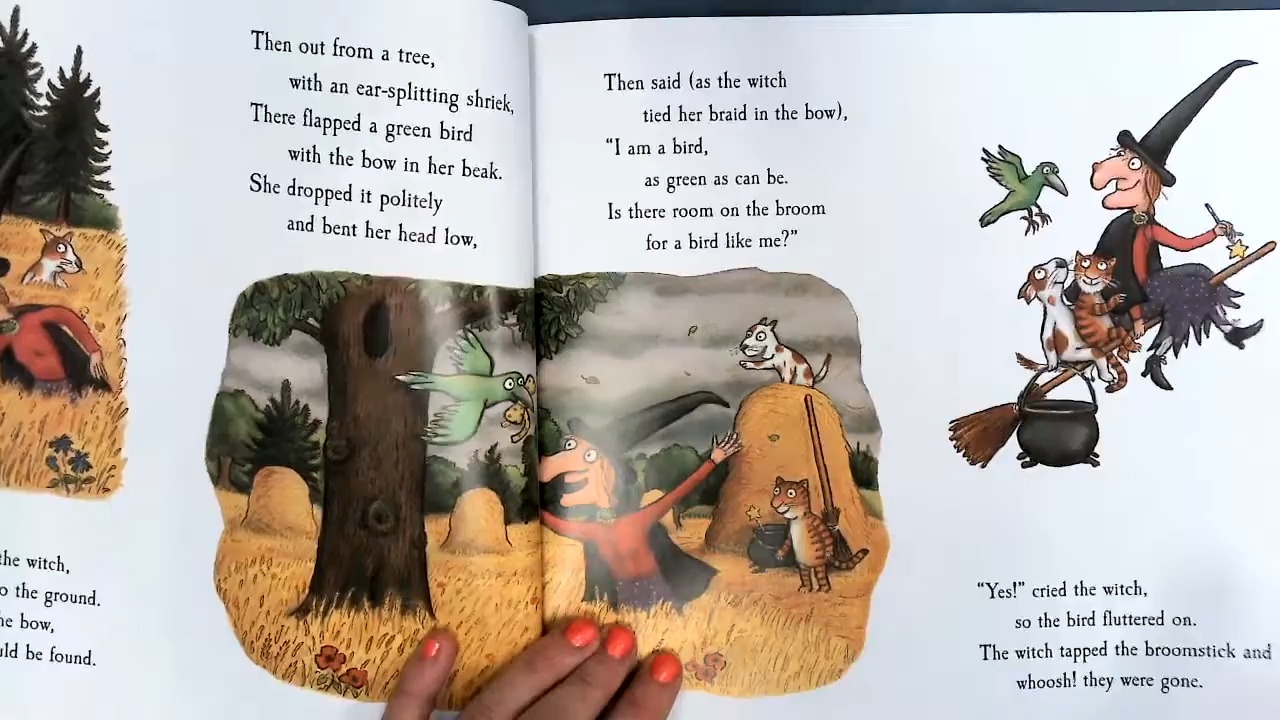 the witch,
the ground.
bow,
be found.
Then out from a tree,
with an ear-splitting shriek,
There flapped a green bird
with the bow in her beak.
She dropped it politely
and bent her head low,
Then said (as the witch
tied her braid in the bow),
“I am a bird,
as green as can be.
Is there room on the broom
for a bird like me?”
“Yes!” cried the witch,
so the bird fluttered on.
The witch tapped the broomstick and
whoosh! they were gone.